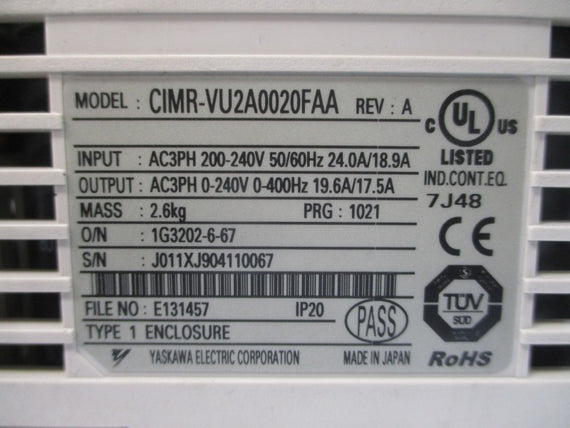 MODEL : CIMR-VU2A0020FAA REV : A
INPUT : AC3PH 200-240V 50/60Hz 24.0A/18.9A
OUTPUT : AC3PH 0-240V 0-400Hz 19.6A/17.5A
MASS : 2.6kg PRG : 1021
O/N : 1G3202-6-67
S/N : J011XJ904110067
FILE NO : E131457 IP20
TYPE 1 ENCLOSURE
PASS
YASKAWA ELECTRIC CORPORATION MADE IN JAPAN
C UL US
LISTED
IND.CONT.EQ.
7J48
CE
TÜV
SÜD
RoHS